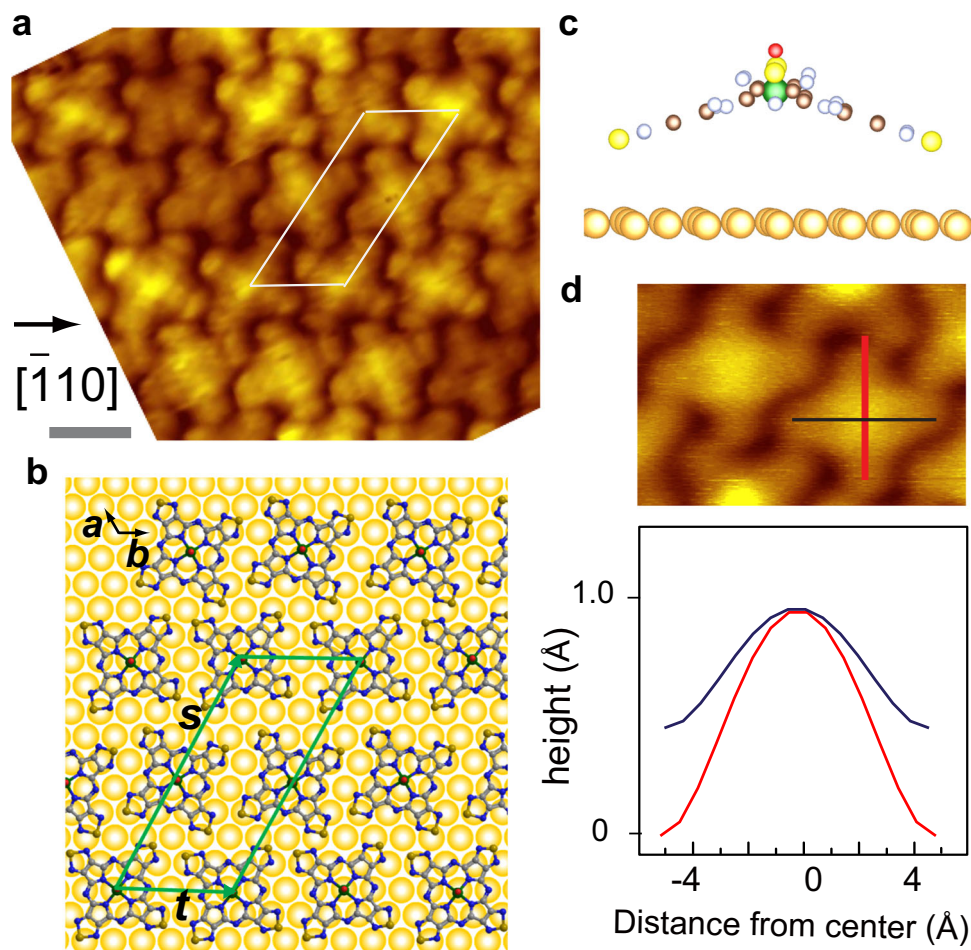 a
[1̄10]
b
a
b
s
t
c
d
1.0
0
height (Å)
-4 0 4
Distance from center (Å)